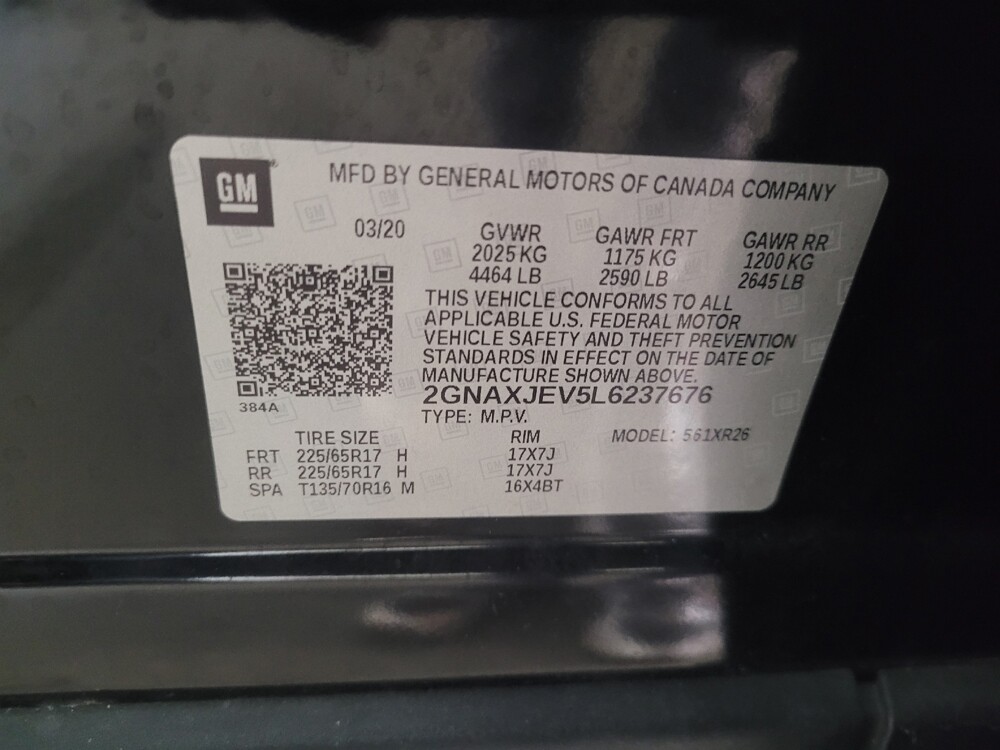 GM
MFD BY GENERAL MOTORS OF CANADA COMPANY
03/20 GVWR GAWR FRT GAWR RR
2025 KG 1175 KG 1200 KG
4464 LB 2590 LB 2645 LB
THIS VEHICLE CONFORMS TO ALL
APPLICABLE U.S. FEDERAL MOTOR
VEHICLE SAFETY AND THEFT PREVENTION
STANDARDS IN EFFECT ON THE DATE OF
MANUFACTURE SHOWN ABOVE.
2GNAXJEV5L6237676
384A
TYPE: M.P.V.
TIRE SIZE RIM MODEL: 561XR26
FRT 225/65R17 H 17X7J
RR 225/65R17 H 17X7J
SPA T135/70R16 M 16X4BT